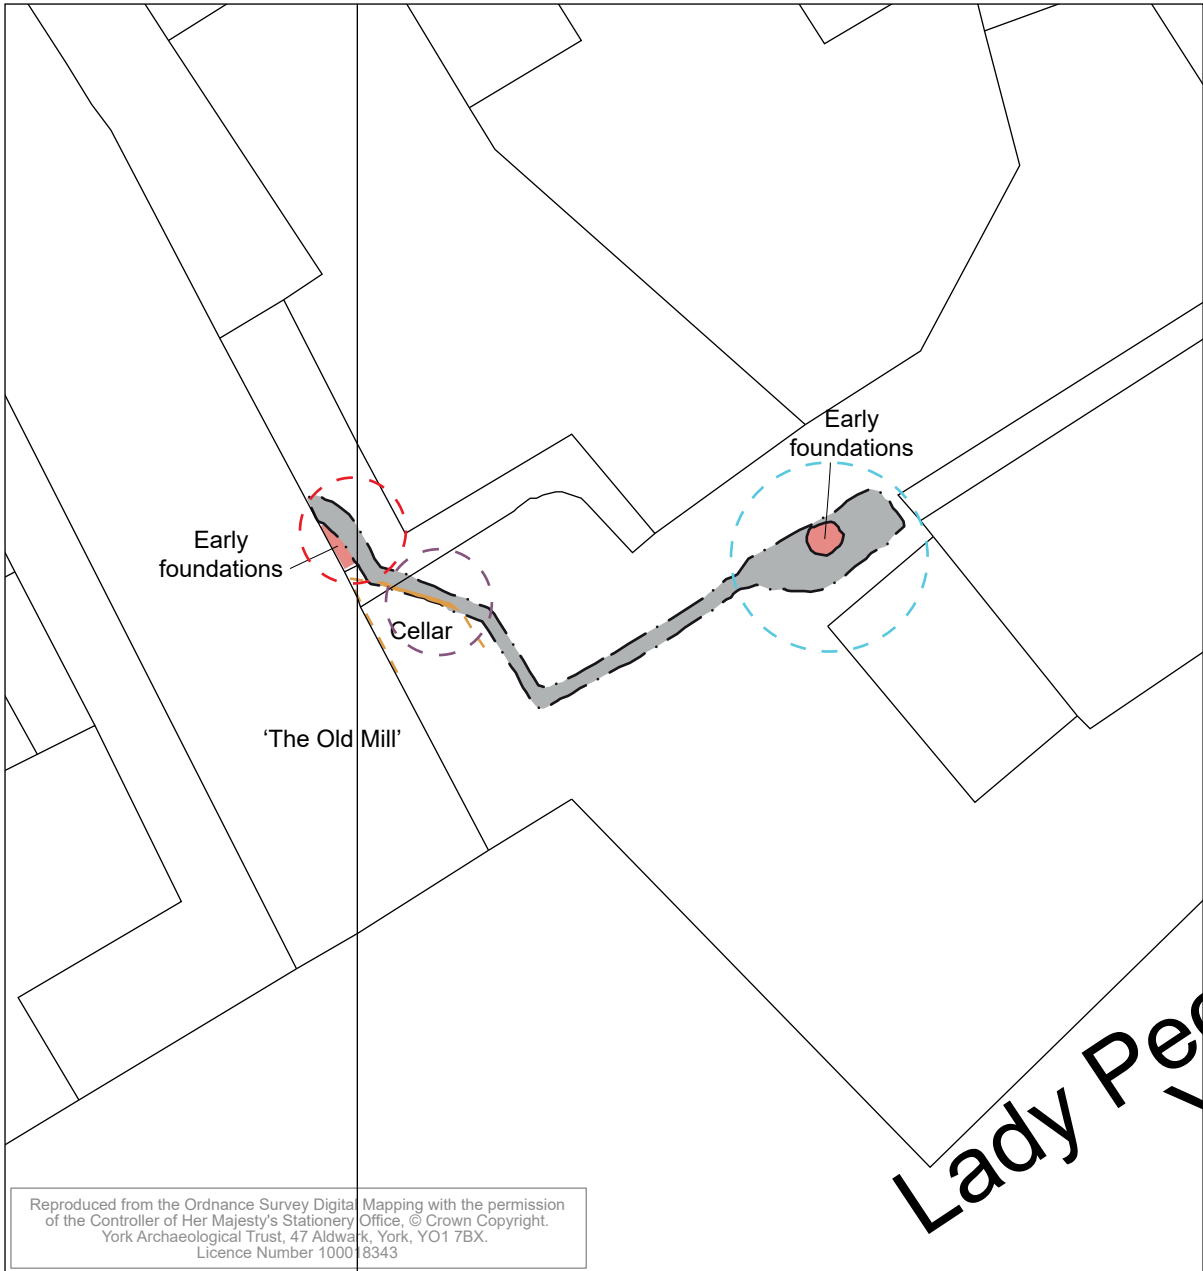 Early
foundations
Early
foundations
Cellar
‘The Old Mill’
Lady Pec
Reproduced from the Ordnance Survey Digital Mapping with the permission
of the Controller of Her Majesty's Stationery Office, © Crown Copyright.
York Archaeological Trust, 47 Aldwark, York, YO1 7BX.
Licence Number 100018343